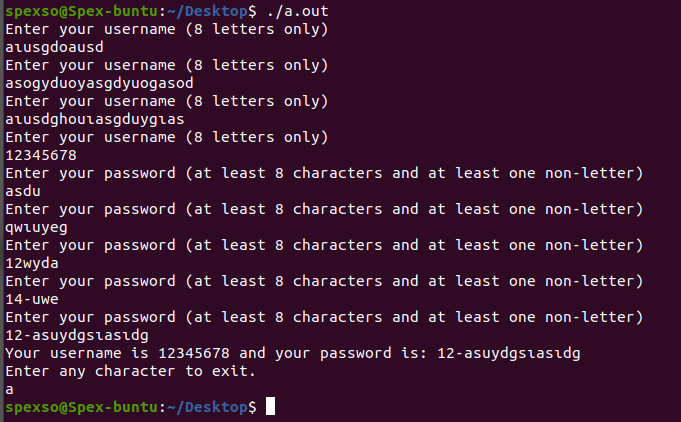 spexso@Spex-buntu:~/Desktop$ ./a.out
Enter your username (8 letters only)
aιusgdoausd
Enter your username (8 letters only)
asogyduoyasgdyuogasod
Enter your username (8 letters only)
aιusdghouιasgduygιas
Enter your username (8 letters only)
12345678
Enter your password (at least 8 characters and at least one non-letter)
asdu
Enter your password (at least 8 characters and at least one non-letter)
qwιuyeg
Enter your password (at least 8 characters and at least one non-letter)
12wyda
Enter your password (at least 8 characters and at least one non-letter)
14-uwe
Enter your password (at least 8 characters and at least one non-letter)
12-asuydgsιasιdg
Your username is 12345678 and your password is: 12-asuydgsιasιdg
Enter any character to exit.
a
spexso@Spex-buntu:~/Desktop$